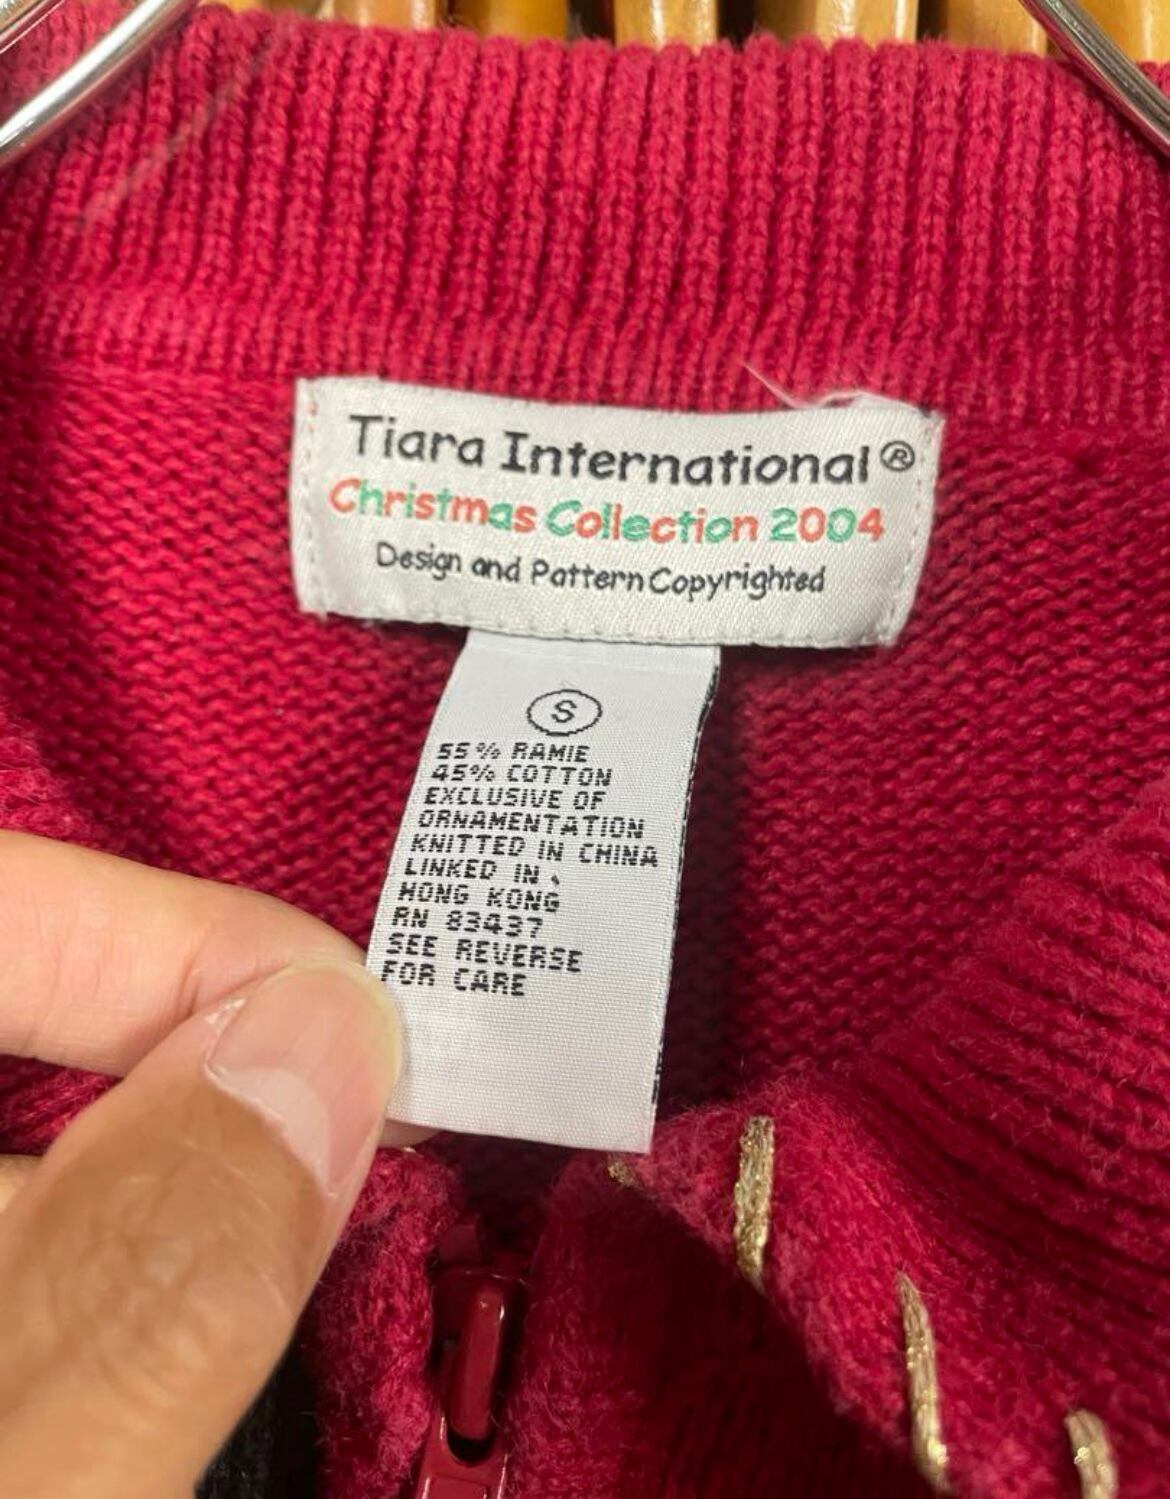 Tiara International®
Christmas Collection 2004
Design and Pattern Copyrighted
S
55% RAMIE
45% COTTON
EXCLUSIVE OF
ORNAMENTATION
KNITTED IN CHINA
LINKED IN
HONG KONG
RN 83437
SEE REVERSE
FOR CARE